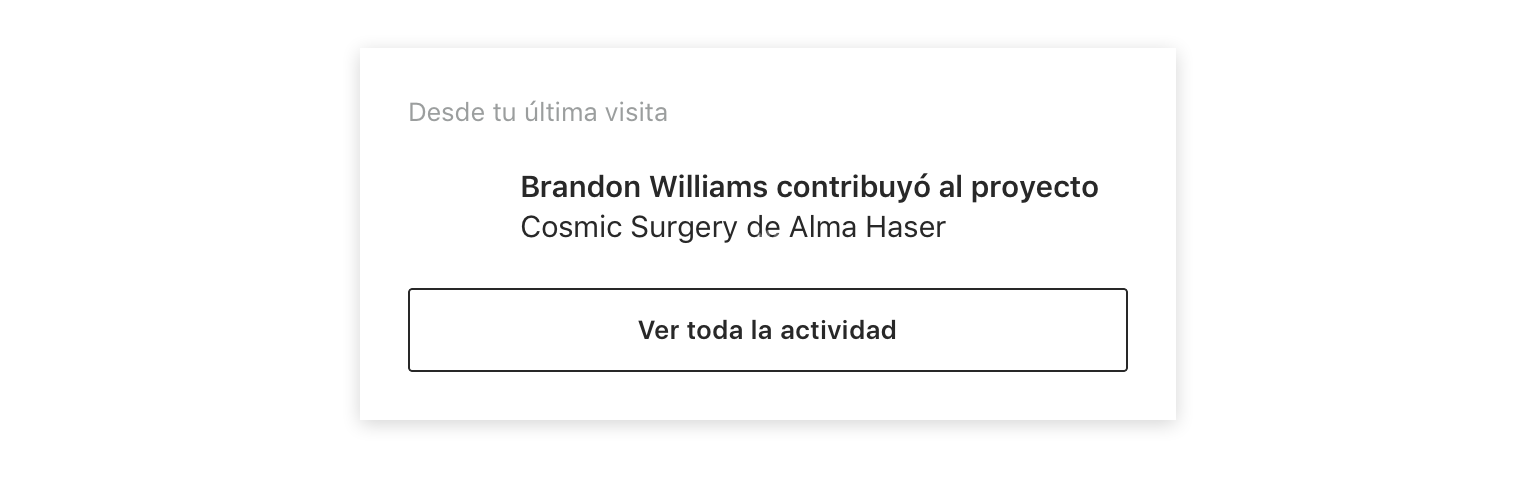 Desde tu última visita
Brandon Williams contribuyó al proyecto
Cosmic Surgery de Alma Haser
Ver toda la actividad